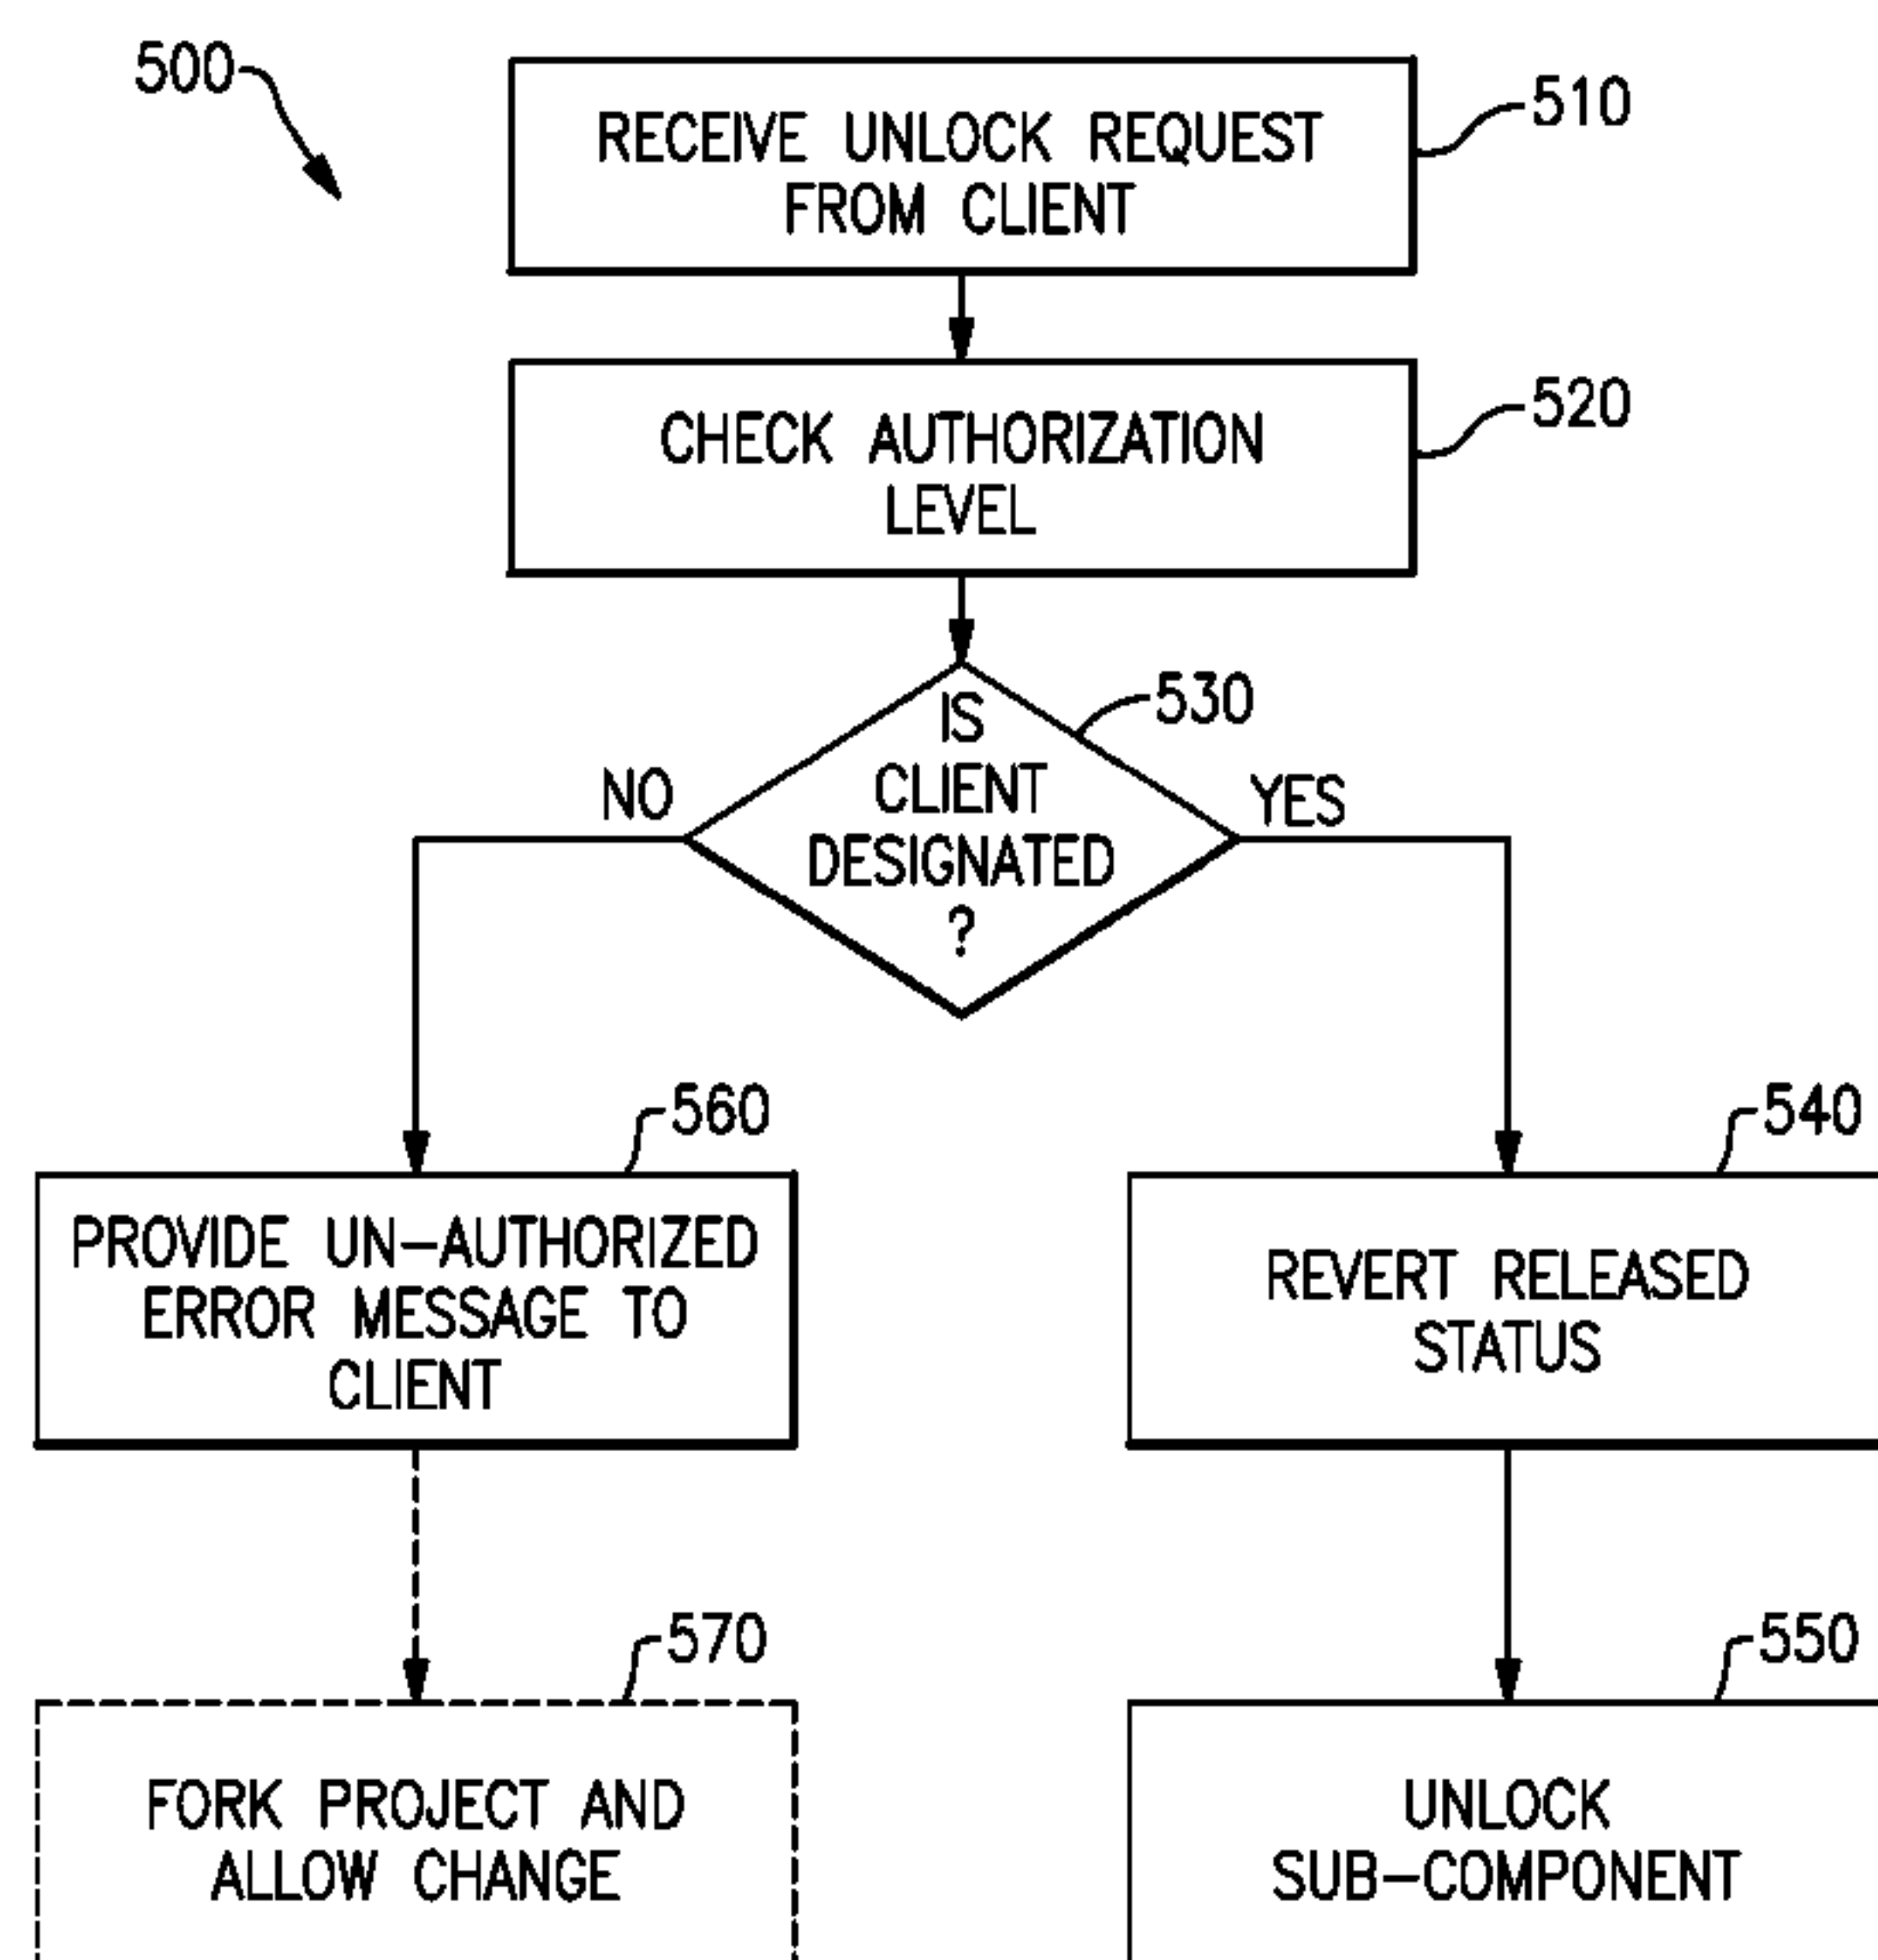 500
RECEIVE UNLOCK REQUEST
FROM CLIENT
510
CHECK AUTHORIZATION
LEVEL
520
IS
CLIENT
DESIGNATED
?
530
NO
YES
560
PROVIDE UN-AUTHORIZED
ERROR MESSAGE TO
CLIENT
540
REVERT RELEASED
STATUS
570
FORK PROJECT AND
ALLOW CHANGE
550
UNLOCK
SUB-COMPONENT